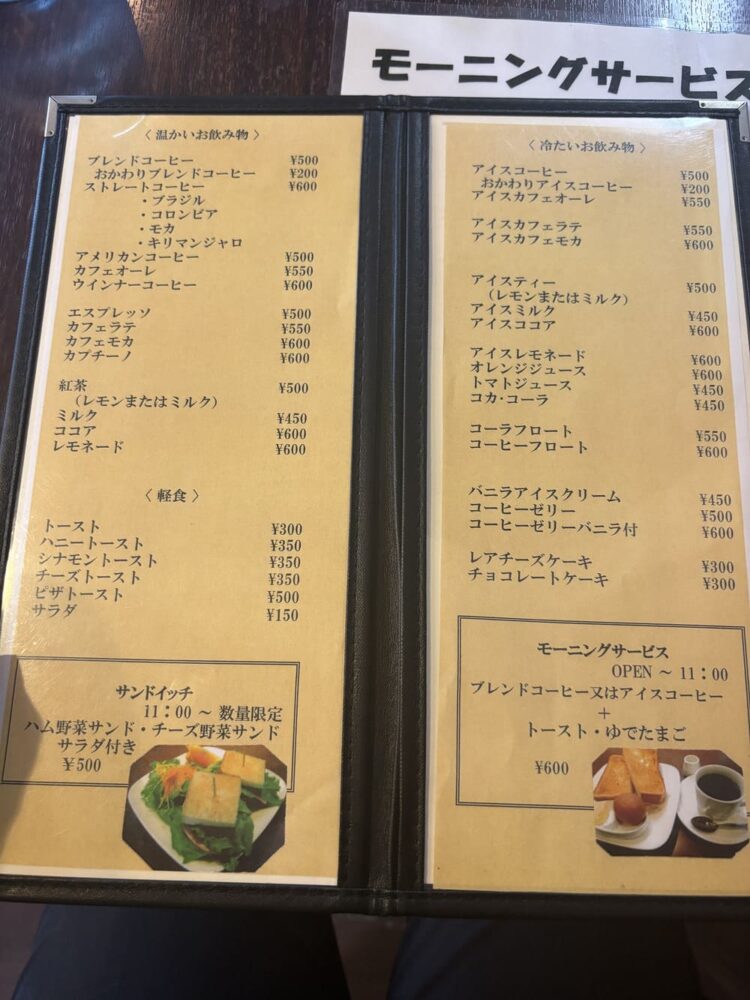 モーニングサービス
〈 温かいお飲み物 〉
ブレンドコーヒー ¥500
おかわりブレンドコーヒー ¥200
ストレートコーヒー ¥600
・ブラジル
・コロンビア
・モカ
・キリマンジャロ
アメリカンコーヒー ¥500
カフェオーレ ¥550
ウインナーコーヒー ¥600
エスプレッソ ¥500
カフェラテ ¥550
カフェモカ ¥600
カプチーノ ¥600
紅茶 ¥500
（レモンまたはミルク）
ミルク ¥450
ココア ¥600
レモネード ¥600
〈 軽食 〉
トースト ¥300
ハニートースト ¥350
シナモントースト ¥350
チーズトースト ¥350
ピザトースト ¥500
サラダ ¥150
サンドイッチ
11：00 ～ 数量限定
ハム野菜サンド・チーズ野菜サンド
サラダ付き
¥500
〈 冷たいお飲み物 〉
アイスコーヒー ¥500
おかわりアイスコーヒー ¥200
アイスカフェオーレ ¥550
アイスカフェラテ ¥550
アイスカフェモカ ¥600
アイスティー ¥500
（レモンまたはミルク）
アイスミルク ¥450
アイスココア ¥600
アイスレモネード ¥600
オレンジジュース ¥600
トマトジュース ¥450
コカ・コーラ ¥450
コーラフロート ¥550
コーヒーフロート ¥600
バニラアイスクリーム ¥450
コーヒーゼリー ¥500
コーヒーゼリーバニラ付 ¥600
レアチーズケーキ ¥300
チョコレートケーキ ¥300
モーニングサービス
OPEN ～ 11：00
ブレンドコーヒー又はアイスコーヒー
＋
トースト・ゆでたまご
¥600